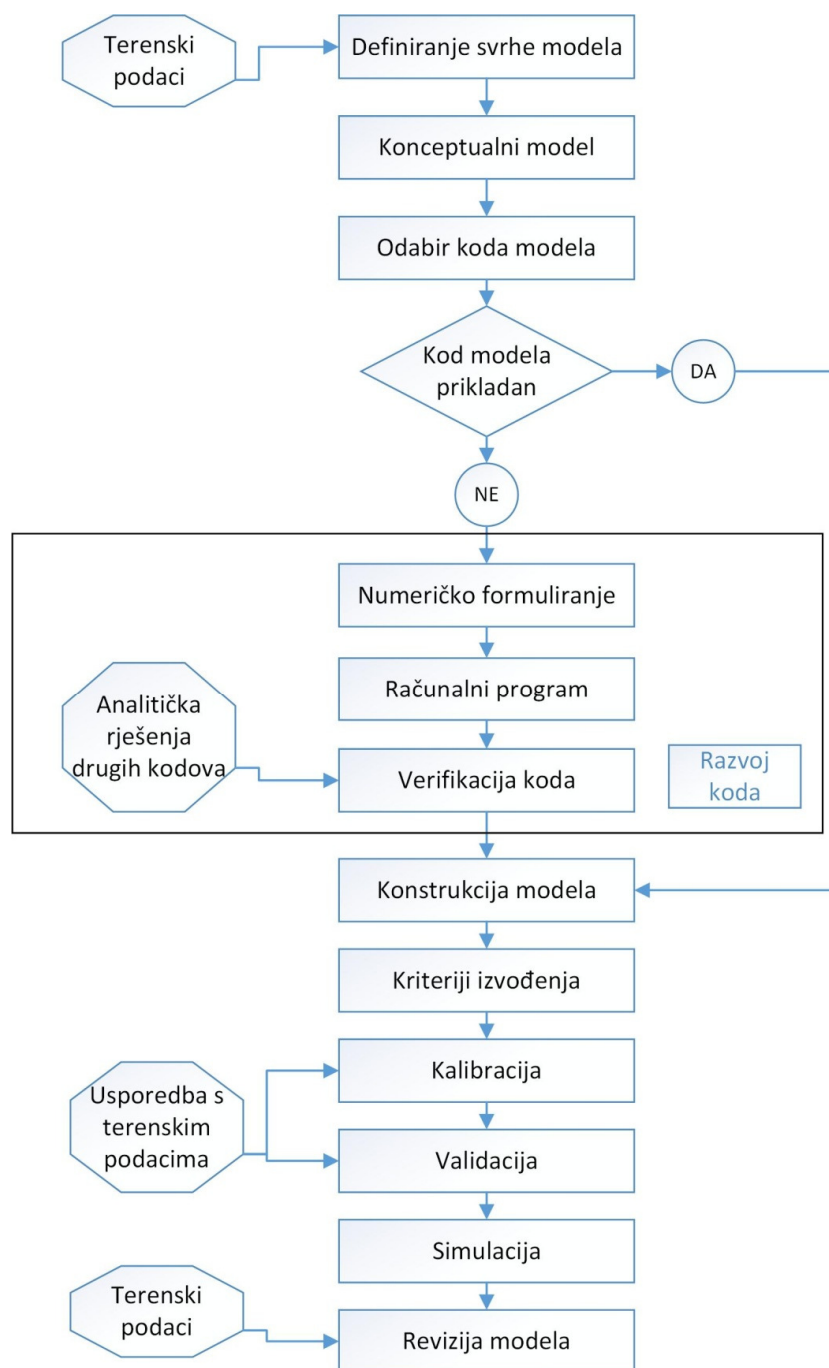 Terenski
podaci
Definiranje svrhe modela
Konceptualni model
Odabir koda modela
Kod modela
prikladan
DA
NE
Numeričko formuliranje
Računalni program
Analitička
rješenja
drugih kodova
Verifikacija koda
Razvoj
koda
Konstrukcija modela
Kriteriji izvođenja
Usporedba s
terenskim
podacima
Kalibracija
Validacija
Simulacija
Terenski
podaci
Revizija modela